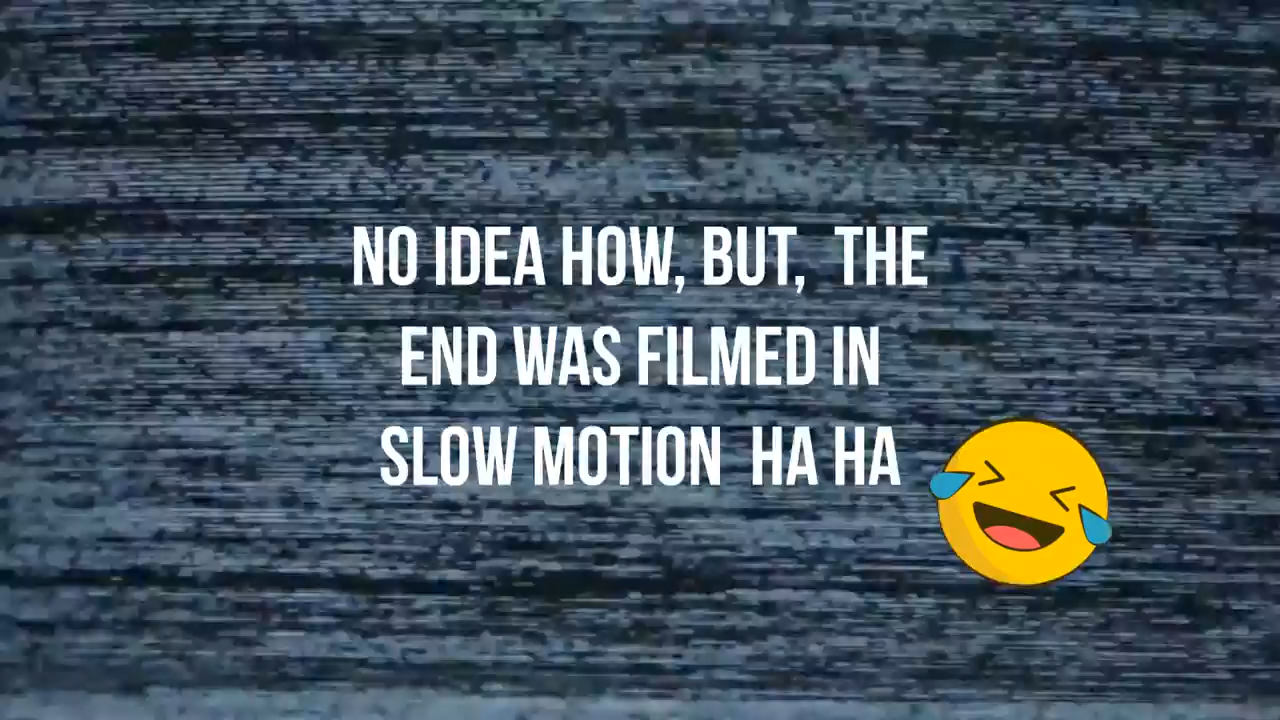 NO IDEA HOW, BUT,  THE
END WAS FILMED IN
SLOW MOTION  HA HA